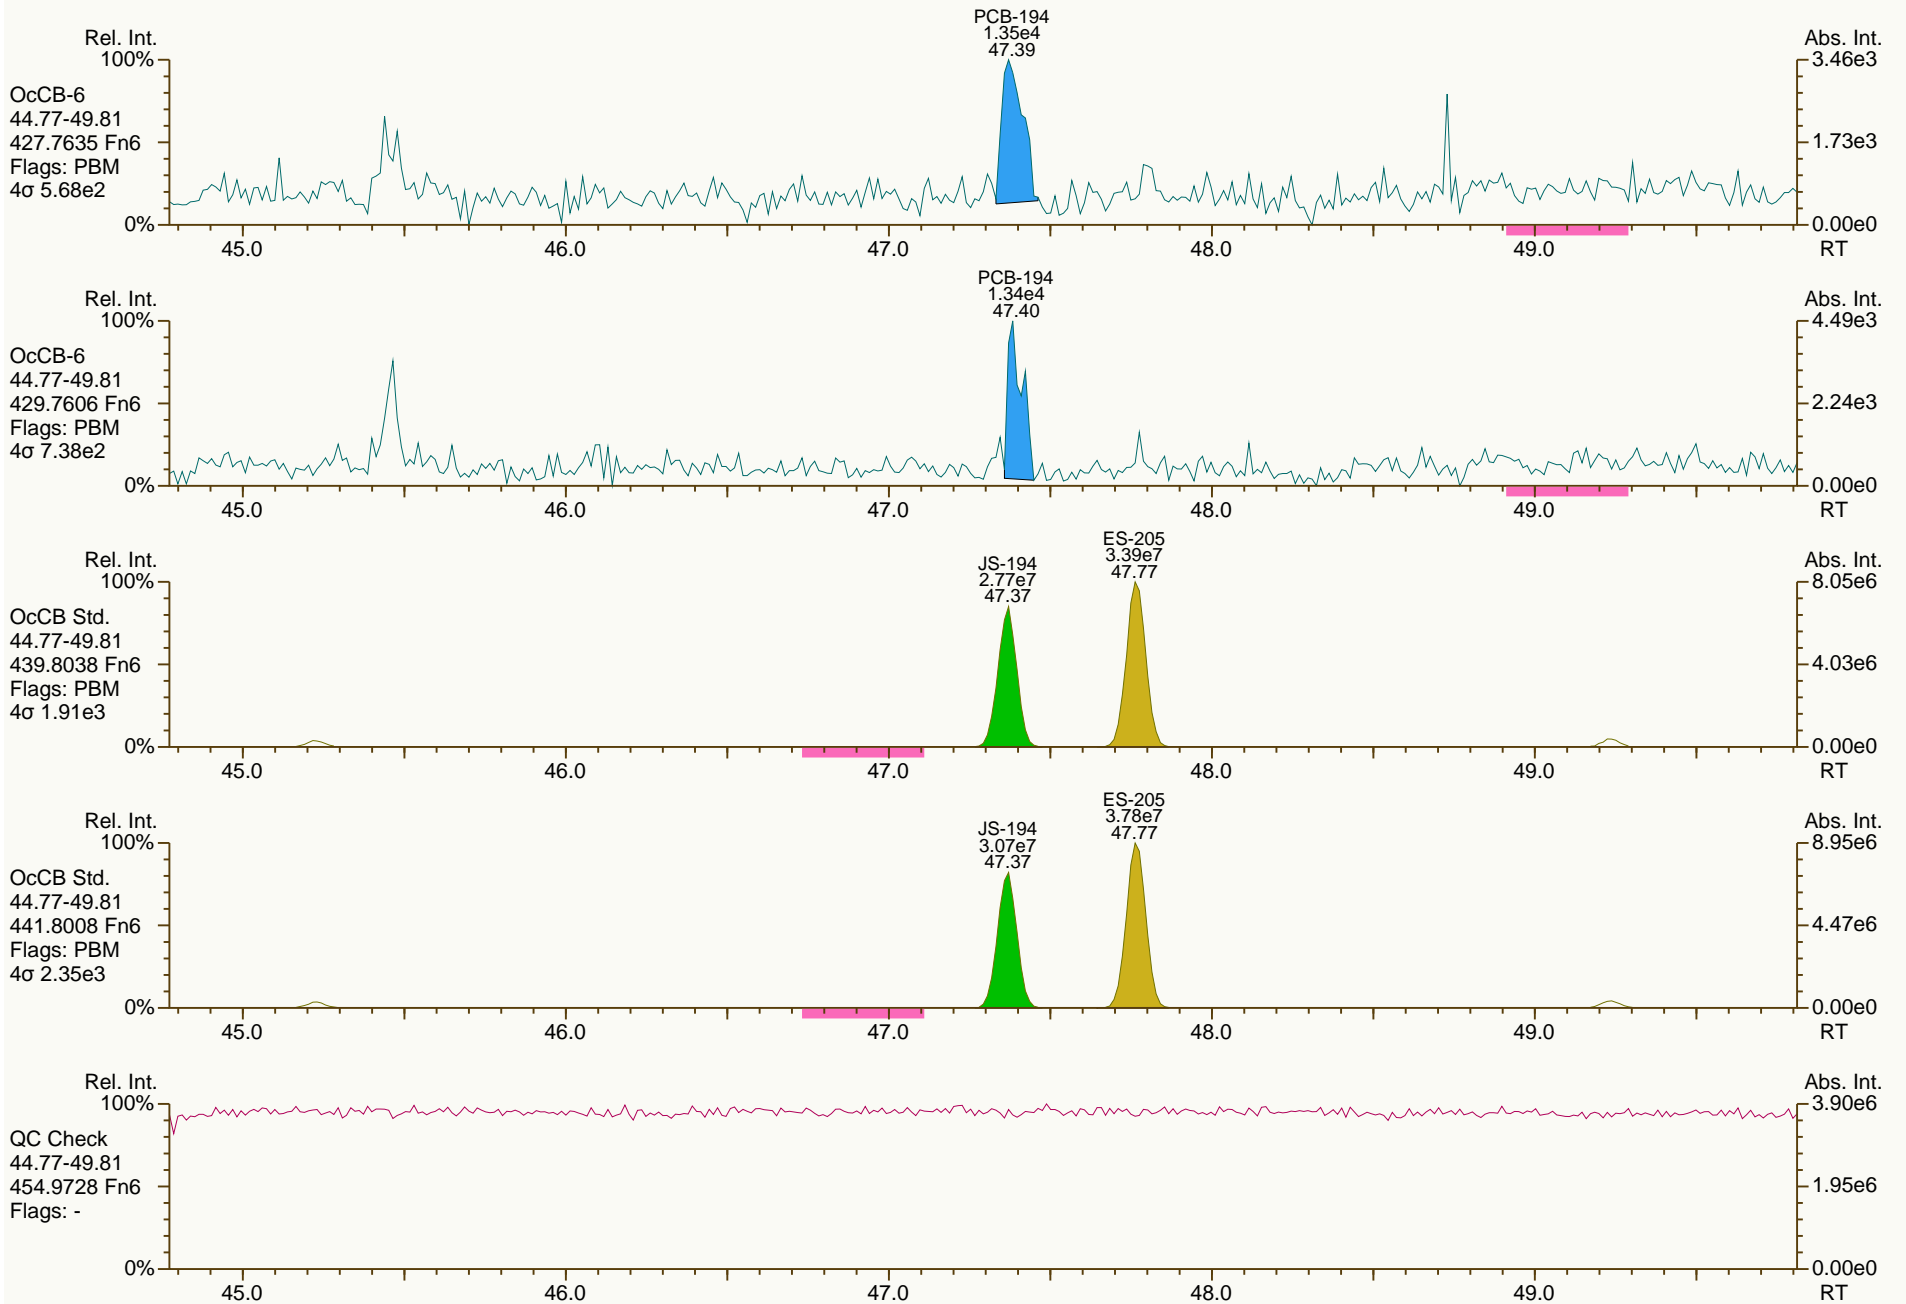 PCB-194
1.35e4
47.39
Rel. Int.
Abs. Int.
100%
3.46e3
OcCB-6
44.77-49.81
427.7635 Fn6
Flags: PBM
4σ 5.68e2
1.73e3
0%
0.00e0
45.0 46.0 47.0 48.0 49.0 RT
PCB-194
1.34e4
47.40
Rel. Int.
Abs. Int.
100%
4.49e3
OcCB-6
44.77-49.81
429.7606 Fn6
Flags: PBM
4σ 7.38e2
2.24e3
0%
0.00e0
45.0 46.0 47.0 48.0 49.0 RT
ES-205
3.39e7
47.77
JS-194
2.77e7
47.37
Rel. Int.
Abs. Int.
100%
8.05e6
OcCB Std.
44.77-49.81
439.8038 Fn6
Flags: PBM
4σ 1.91e3
4.03e6
0%
0.00e0
45.0 46.0 47.0 48.0 49.0 RT
ES-205
3.78e7
47.77
JS-194
3.07e7
47.37
Rel. Int.
Abs. Int.
100%
8.95e6
OcCB Std.
44.77-49.81
441.8008 Fn6
Flags: PBM
4σ 2.35e3
4.47e6
0%
0.00e0
45.0 46.0 47.0 48.0 49.0 RT
Rel. Int.
Abs. Int.
100%
3.90e6
QC Check
44.77-49.81
454.9728 Fn6
Flags: -
1.95e6
0%
0.00e0
45.0 46.0 47.0 48.0 49.0 RT